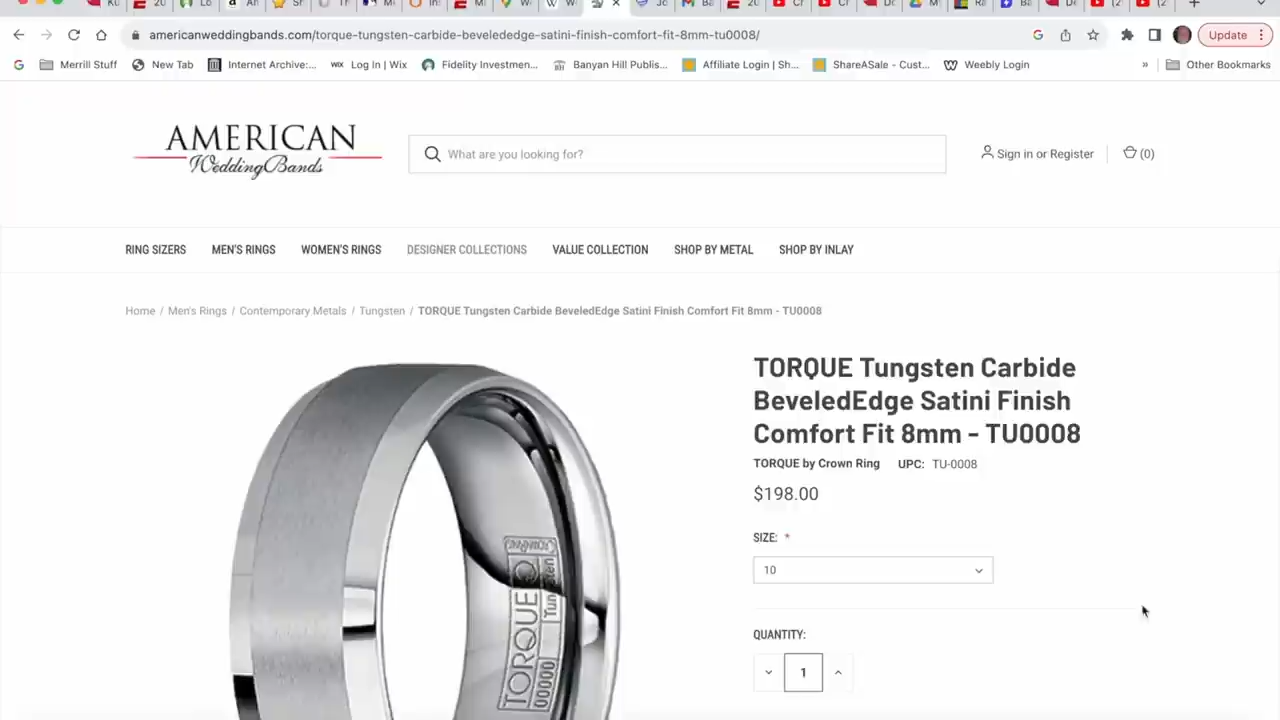 americanweddingbands.com/torque-tungsten-carbide-bevelededge-satini-finish-comfort-fit-8mm-tu0008/
Update
Merrill Stuff
New Tab
Internet Archive:...
WIX Log In | Wix
Fidelity Investmen...
Banyan Hill Publis...
Affiliate Login | Sh...
ShareASale - Cust...
Weebly Login
»
Other Bookmarks
AMERICAN
Wedding Bands
What are you looking for?
Sign in or Register
(0)
RING SIZERS
MEN'S RINGS
WOMEN'S RINGS
DESIGNER COLLECTIONS
VALUE COLLECTION
SHOP BY METAL
SHOP BY INLAY
Home / Men's Rings / Contemporary Metals / Tungsten / TORQUE Tungsten Carbide BeveledEdge Satini Finish Comfort Fit 8mm - TU0008
TORQUE Tungsten Carbide
BeveledEdge Satini Finish
Comfort Fit 8mm - TU0008
TORQUE by Crown Ring UPC: TU-0008
$198.00
SIZE: *
10
QUANTITY:
1
TORQUE
Tungsten
00000